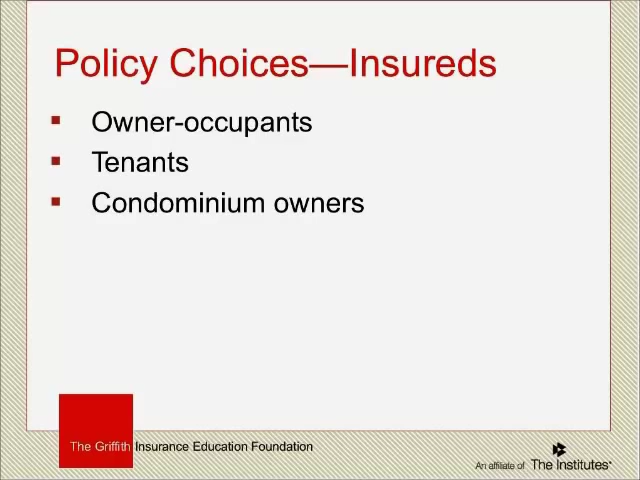 Policy Choices—Insureds
Owner-occupants
Tenants
Condominium owners
The Griffith Insurance Education Foundation
An affiliate of The Institutes